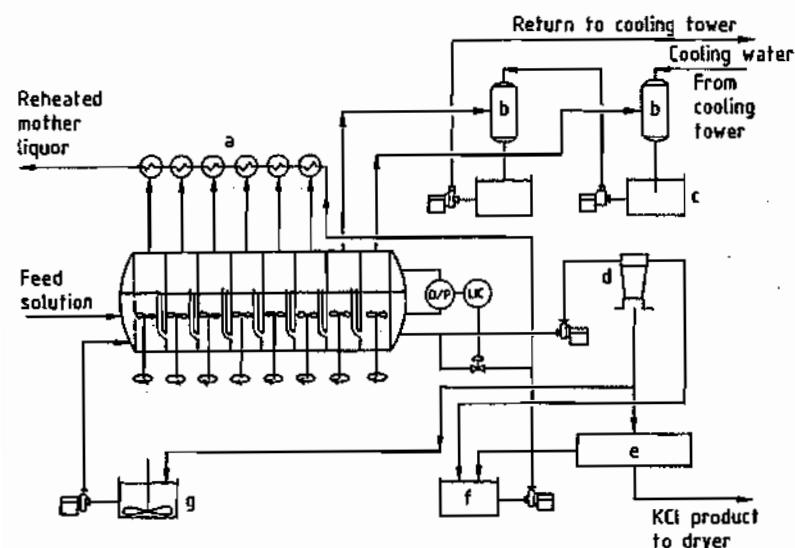 Return to cooling tower
Cooling water
From
cooling
tower
Reheated
mother
liquor
a
b
b
c
d
Feed
solution
D/P
LIC
e
f
g
KCl product
to dryer